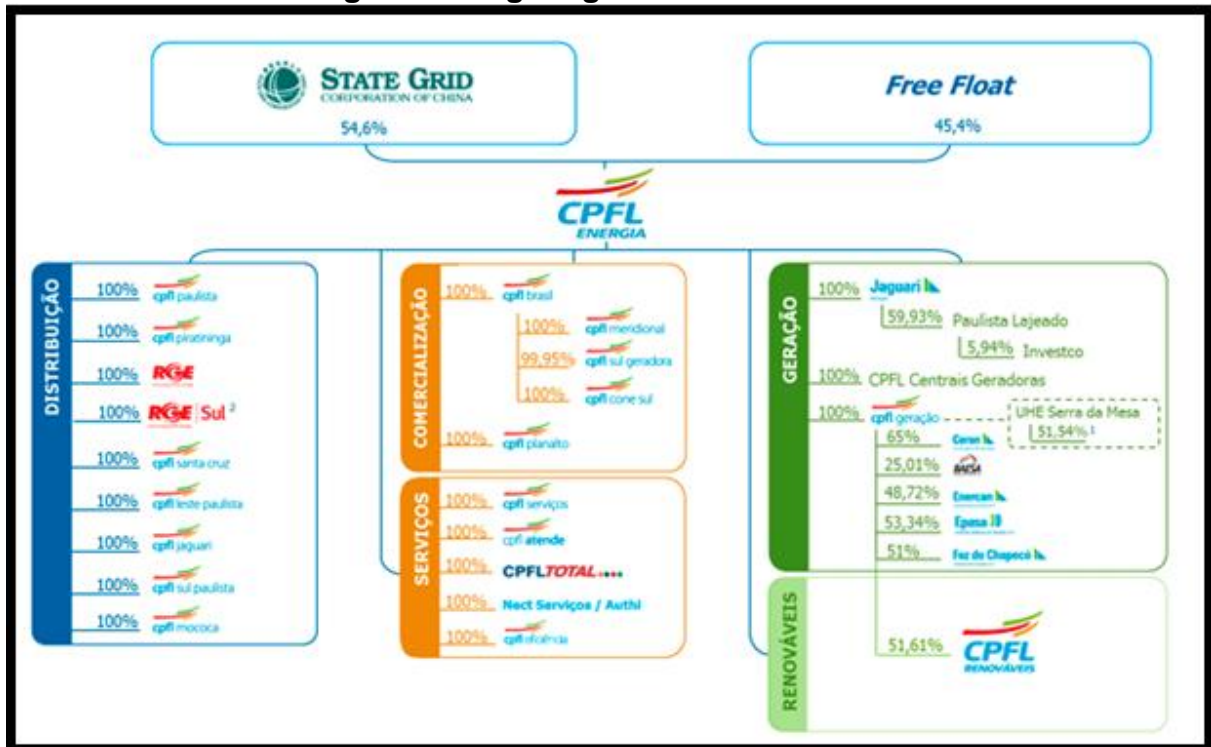 STATE GRID
CORPORATION OF CHINA
54,6%
Free Float
45,4%
CPFL
ENERGIA
DISTRIBUIÇÃO
100% cpfl paulista
100% cpfl piratininga
100% RGE
100% RGE Sul 2
100% cpfl santa cruz
100% cpfl leste paulista
100% cpfl jaguari
100% cpfl sul paulista
100% cpfl mococa
COMERCIALIZAÇÃO
100% cpfl brasil
100% cpfl meridional
99,95% cpfl sul geradora
100% cpfl cone sul
100% cpfl planalto
SERVIÇOS
100% cpfl serviços
100% cpfl atende
100% CPFL TOTAL
100% Nect Serviços / Authi
100% cpfl eficiência
GERAÇÃO
100% Jaguari
59,93% Paulista Lajeado
5,94% Investco
100% CPFL Centrais Geradoras
100% cpfl geração
UHE Serra da Mesa
51,54% 1
65% Ceran
25,01% BAESA
48,72% Enercan
53,34% Epasa
51% Foz do Chapecó
RENOVÁVEIS
51,61% CPFL
RENOVÁVEIS